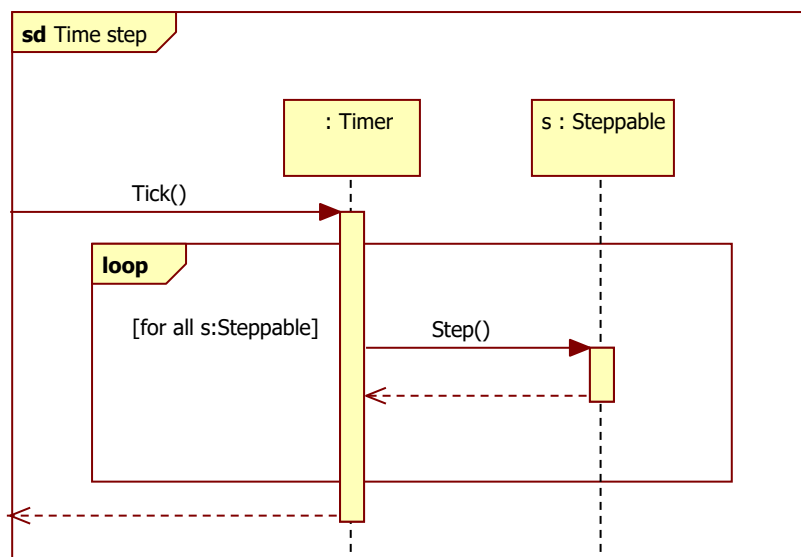 sd Time step
: Timer
s : Steppable
Tick()
loop
[for all s:Steppable]
Step()